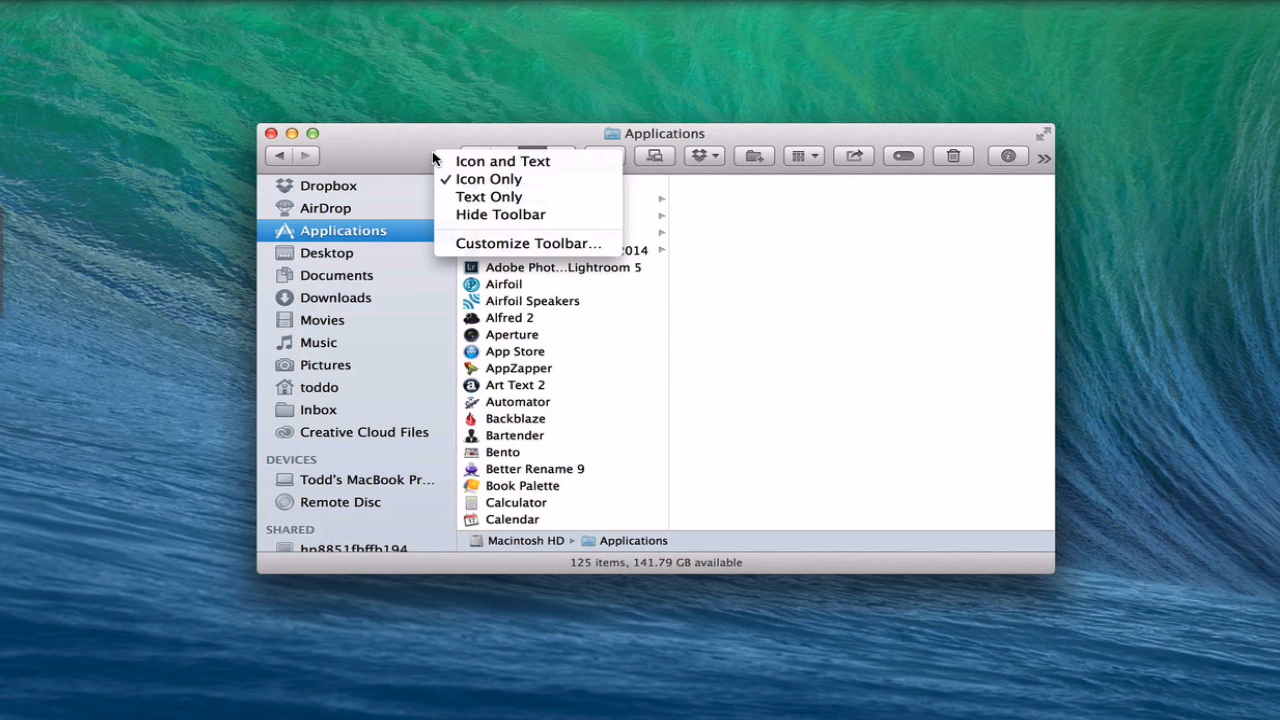 Applications
Icon and Text
✓ Icon Only
Text Only
Hide Toolbar
Customize Toolbar...
Dropbox
AirDrop
Applications
Desktop
Documents
Downloads
Movies
Music
Pictures
toddo
Inbox
Creative Cloud Files
DEVICES
Todd's MacBook Pr...
Remote Disc
SHARED
hp8851fbffb194
2014
Adobe Phot...Lightroom 5
Airfoil
Airfoil Speakers
Alfred 2
Aperture
App Store
AppZapper
Art Text 2
Automator
Backblaze
Bartender
Bento
Better Rename 9
Book Palette
Calculator
Calendar
Macintosh HD ▸ Applications
125 items, 141.79 GB available